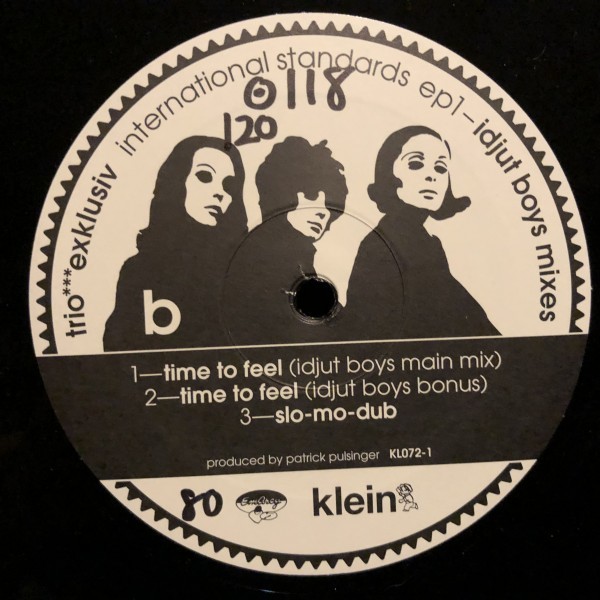 trio***exklusiv international standards ep1–idjut boys mixes
0118
120
b
1—time to feel (idjut boys main mix)
2—time to feel (idjut boys bonus)
3—slo-mo-dub
produced by patrick pulsinger KL072-1
80 EmArcy klein